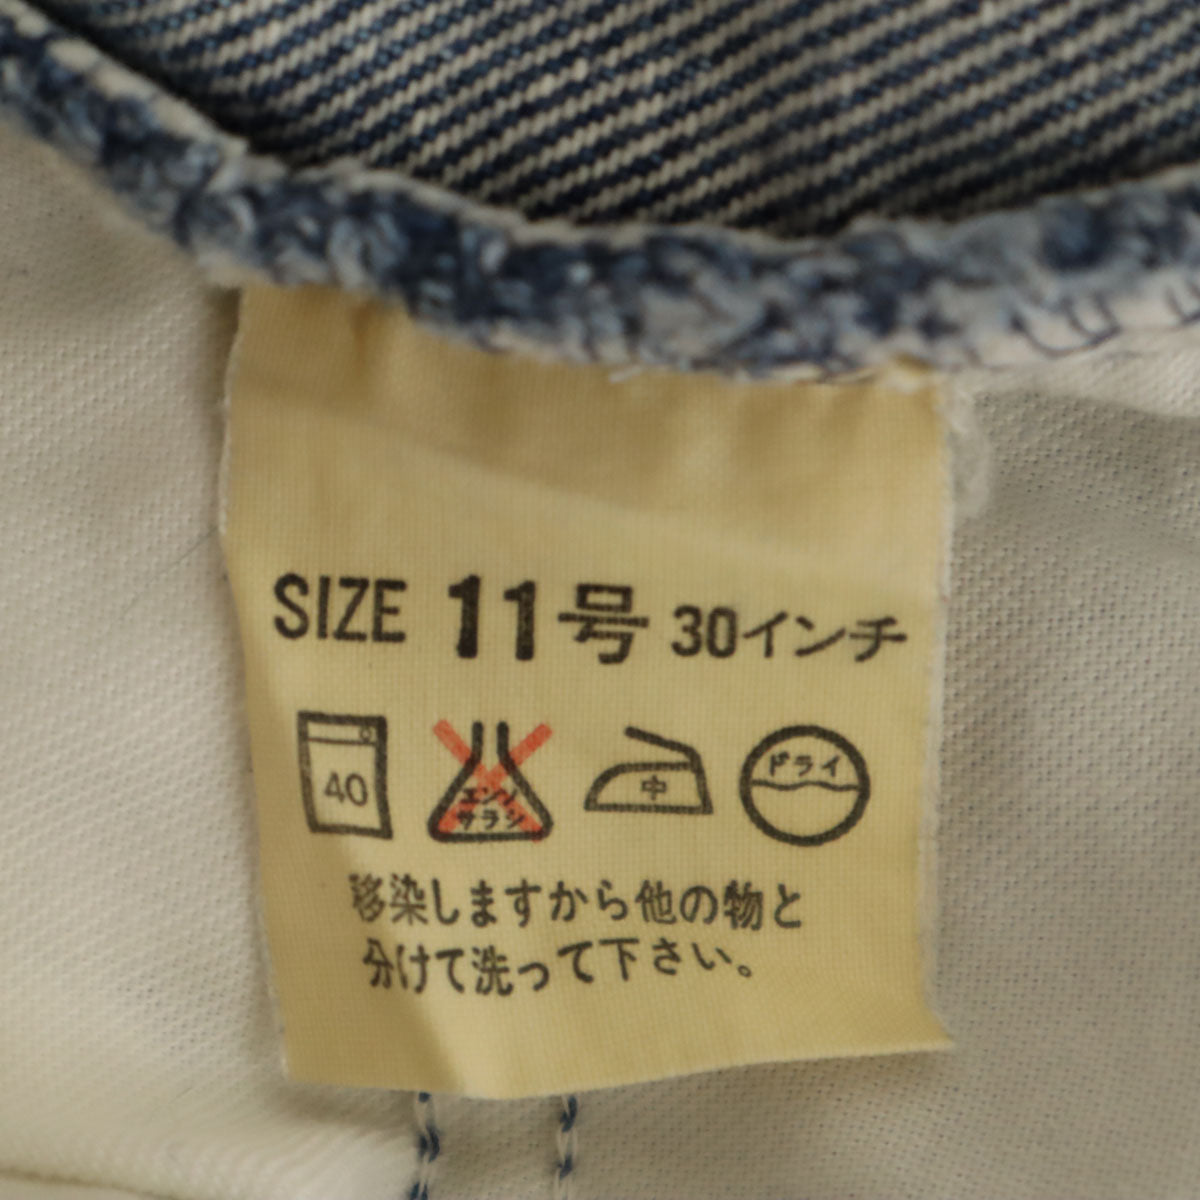 SIZE 11号 30インチ
40 エンソ サラシ 中 ドライ
移染しますから他の物と
分けて洗って下さい。